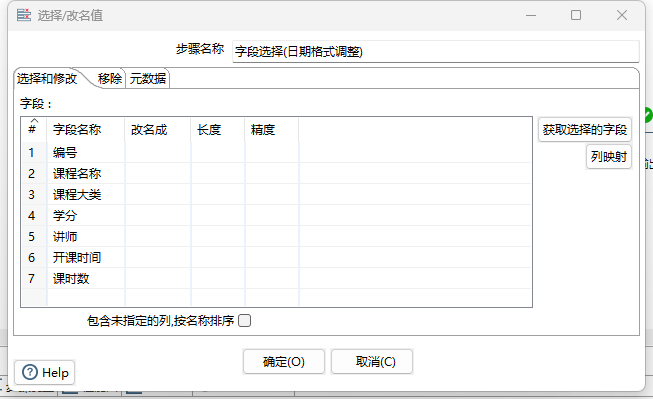 选择/改名值
步骤名称 字段选择(日期格式调整)
选择和修改 移除 元数据
字段：
# 字段名称 改名成 长度 精度
获取选择的字段
1 编号
列映射
2 课程名称
3 课程大类
4 学分
5 讲师
6 开课时间
7 课时数
包含未指定的列,按名称排序
确定(O) 取消(C)
Help